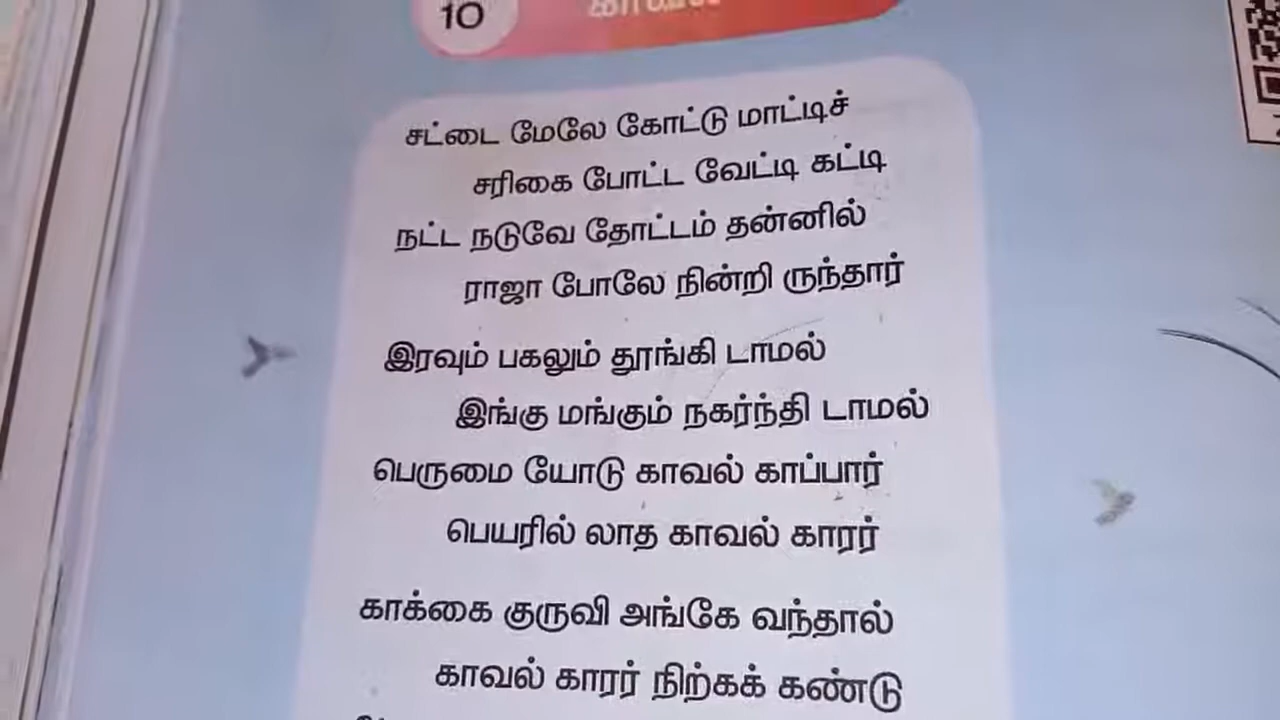 10
சட்டை மேலே கோட்டு மாட்டிச்
சரிகை போட்ட வேட்டி கட்டி
நட்ட நடுவே தோட்டம் தன்னில்
ராஜா போலே நின்றி ருந்தார்
இரவும் பகலும் தூங்கி டாமல்
இங்கு மங்கும் நகர்ந்தி டாமல்
பெருமை யோடு காவல் காப்பார்
பெயரில் லாத காவல் காரர்
காக்கை குருவி அங்கே வந்தால்
காவல் காரர் நிற்கக் கண்டு